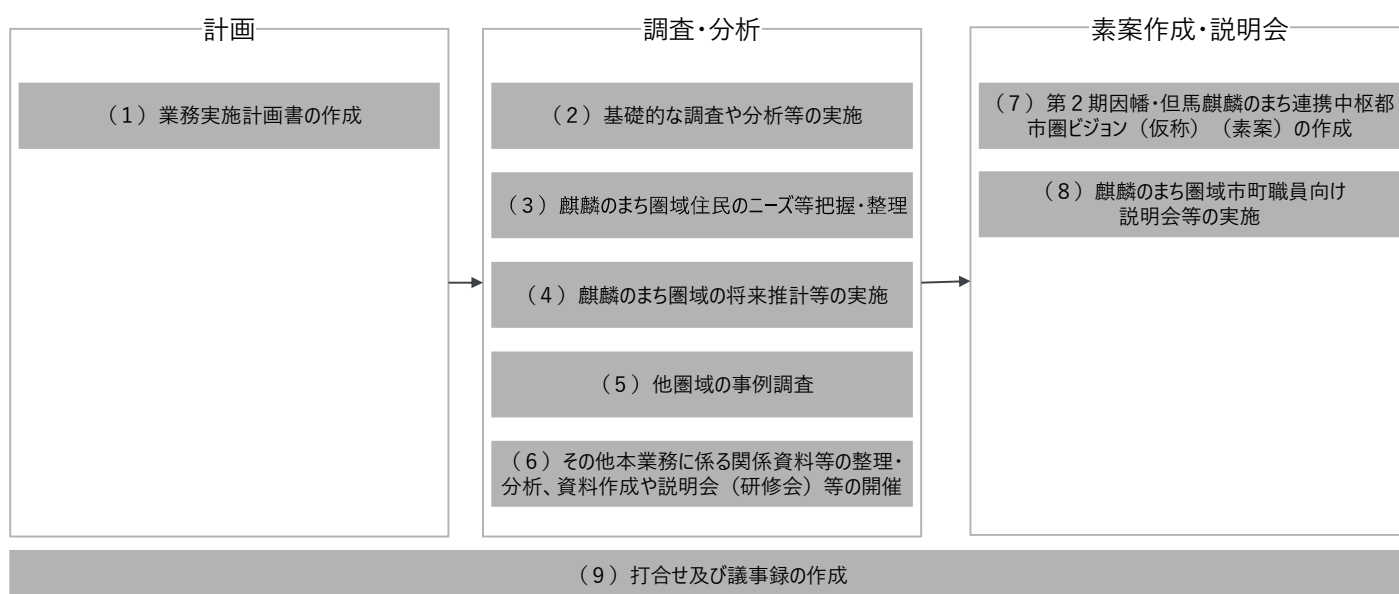 計画
（１）業務実施計画書の作成
調査・分析
（２）基礎的な調査や分析等の実施
（３）麒麟のまち圏域住民のニーズ等把握・整理
（４）麒麟のまち圏域の将来推計等の実施
（５）他圏域の事例調査
（６）その他本業務に係る関係資料等の整理・
分析、資料作成や説明会（研修会）等の開催
素案作成・説明会
（７）第２期因幡・但馬麒麟のまち連携中枢都
市圏ビジョン（仮称）（素案）の作成
（８）麒麟のまち圏域市町職員向け
説明会等の実施
（９）打合せ及び議事録の作成